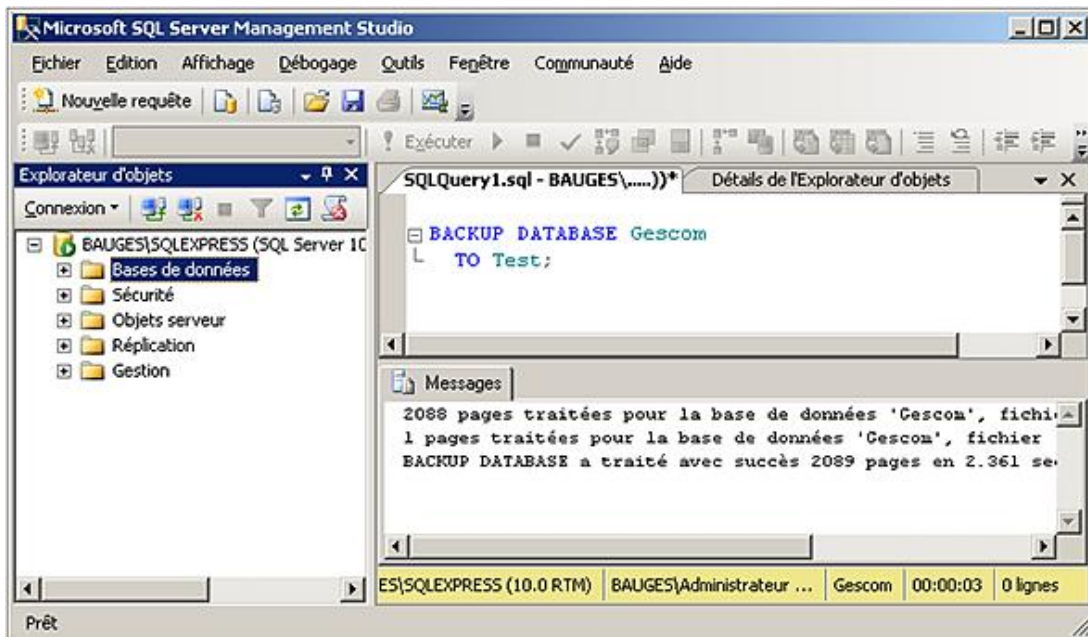 Microsoft SQL Server Management Studio
Fichier Edition Affichage Débogage Outils Fenêtre Communauté Aide
Nouvelle requête
Exécuter
Explorateur d'objets
SQLQuery1.sql - BAUGES\.....))* Détails de l'Explorateur d'objets
Connexion
BAUGES\SQLEXPRESS (SQL Server 10
Bases de données
Sécurité
Objets serveur
Réplication
Gestion
BACKUP DATABASE Gescom
TO Test;
Messages
2088 pages traitées pour la base de données 'Gescom', fichi
1 pages traitées pour la base de données 'Gescom', fichier
BACKUP DATABASE a traité avec succès 2089 pages en 2.361 se
ES\SQLEXPRESS (10.0 RTM) BAUGES\Administrateur ... Gescom 00:00:03 0 lignes
Prêt